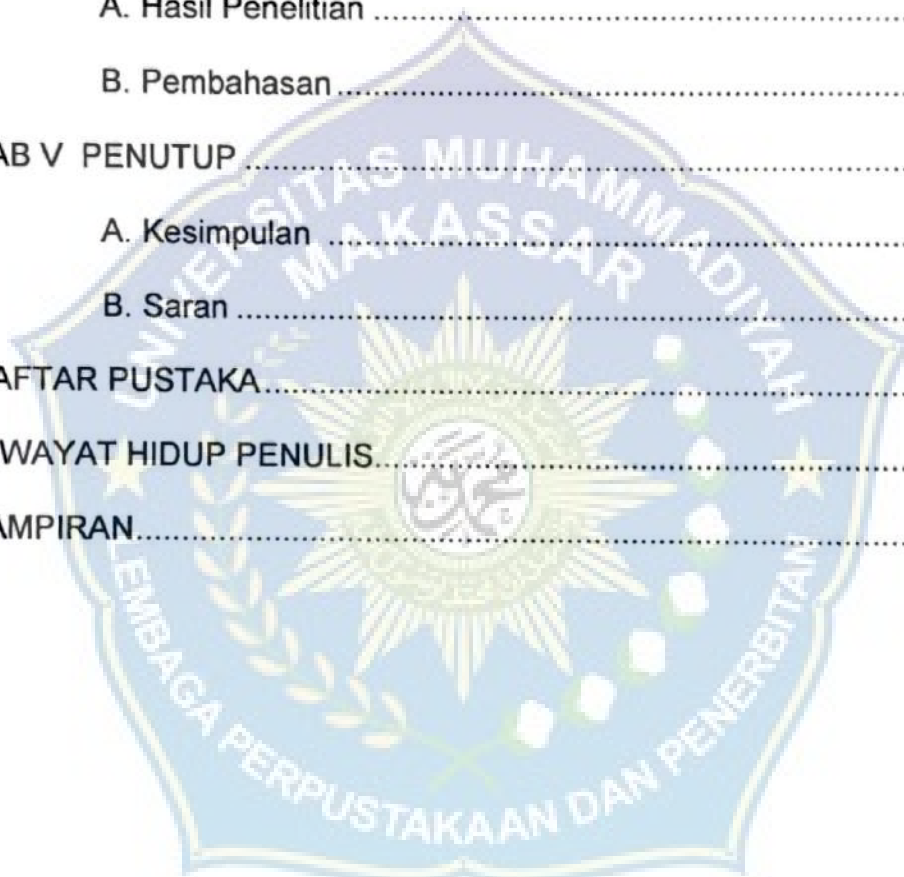 A. Hasil Penelitian
B. Pembahasan
AB V PENUTUP
A. Kesimpulan
B. Saran
AFTAR PUSTAKA
WAYAT HIDUP PENULIS
AMPIRAN
UNIVERSITAS MUHAMMADIYAH
MAKASSAR
LEMBAGA PERPUSTAKAAN DAN PENERBITAN